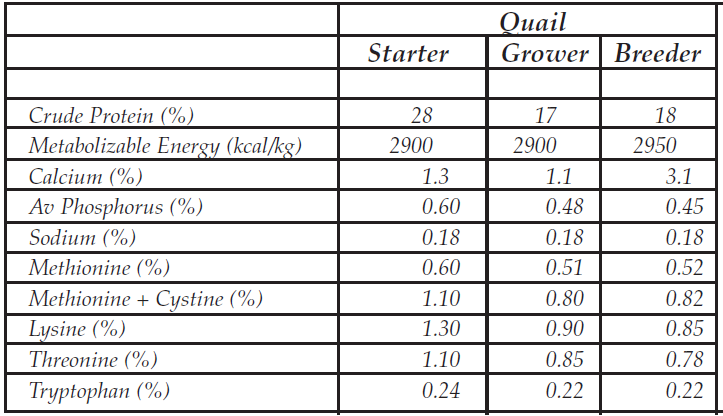 Quail
Starter Grower Breeder
Crude Protein (%) 28 17 18
Metabolizable Energy (kcal/kg) 2900 2900 2950
Calcium (%) 1.3 1.1 3.1
Av Phosphorus (%) 0.60 0.48 0.45
Sodium (%) 0.18 0.18 0.18
Methionine (%) 0.60 0.51 0.52
Methionine + Cystine (%) 1.10 0.80 0.82
Lysine (%) 1.30 0.90 0.85
Threonine (%) 1.10 0.85 0.78
Tryptophan (%) 0.24 0.22 0.22